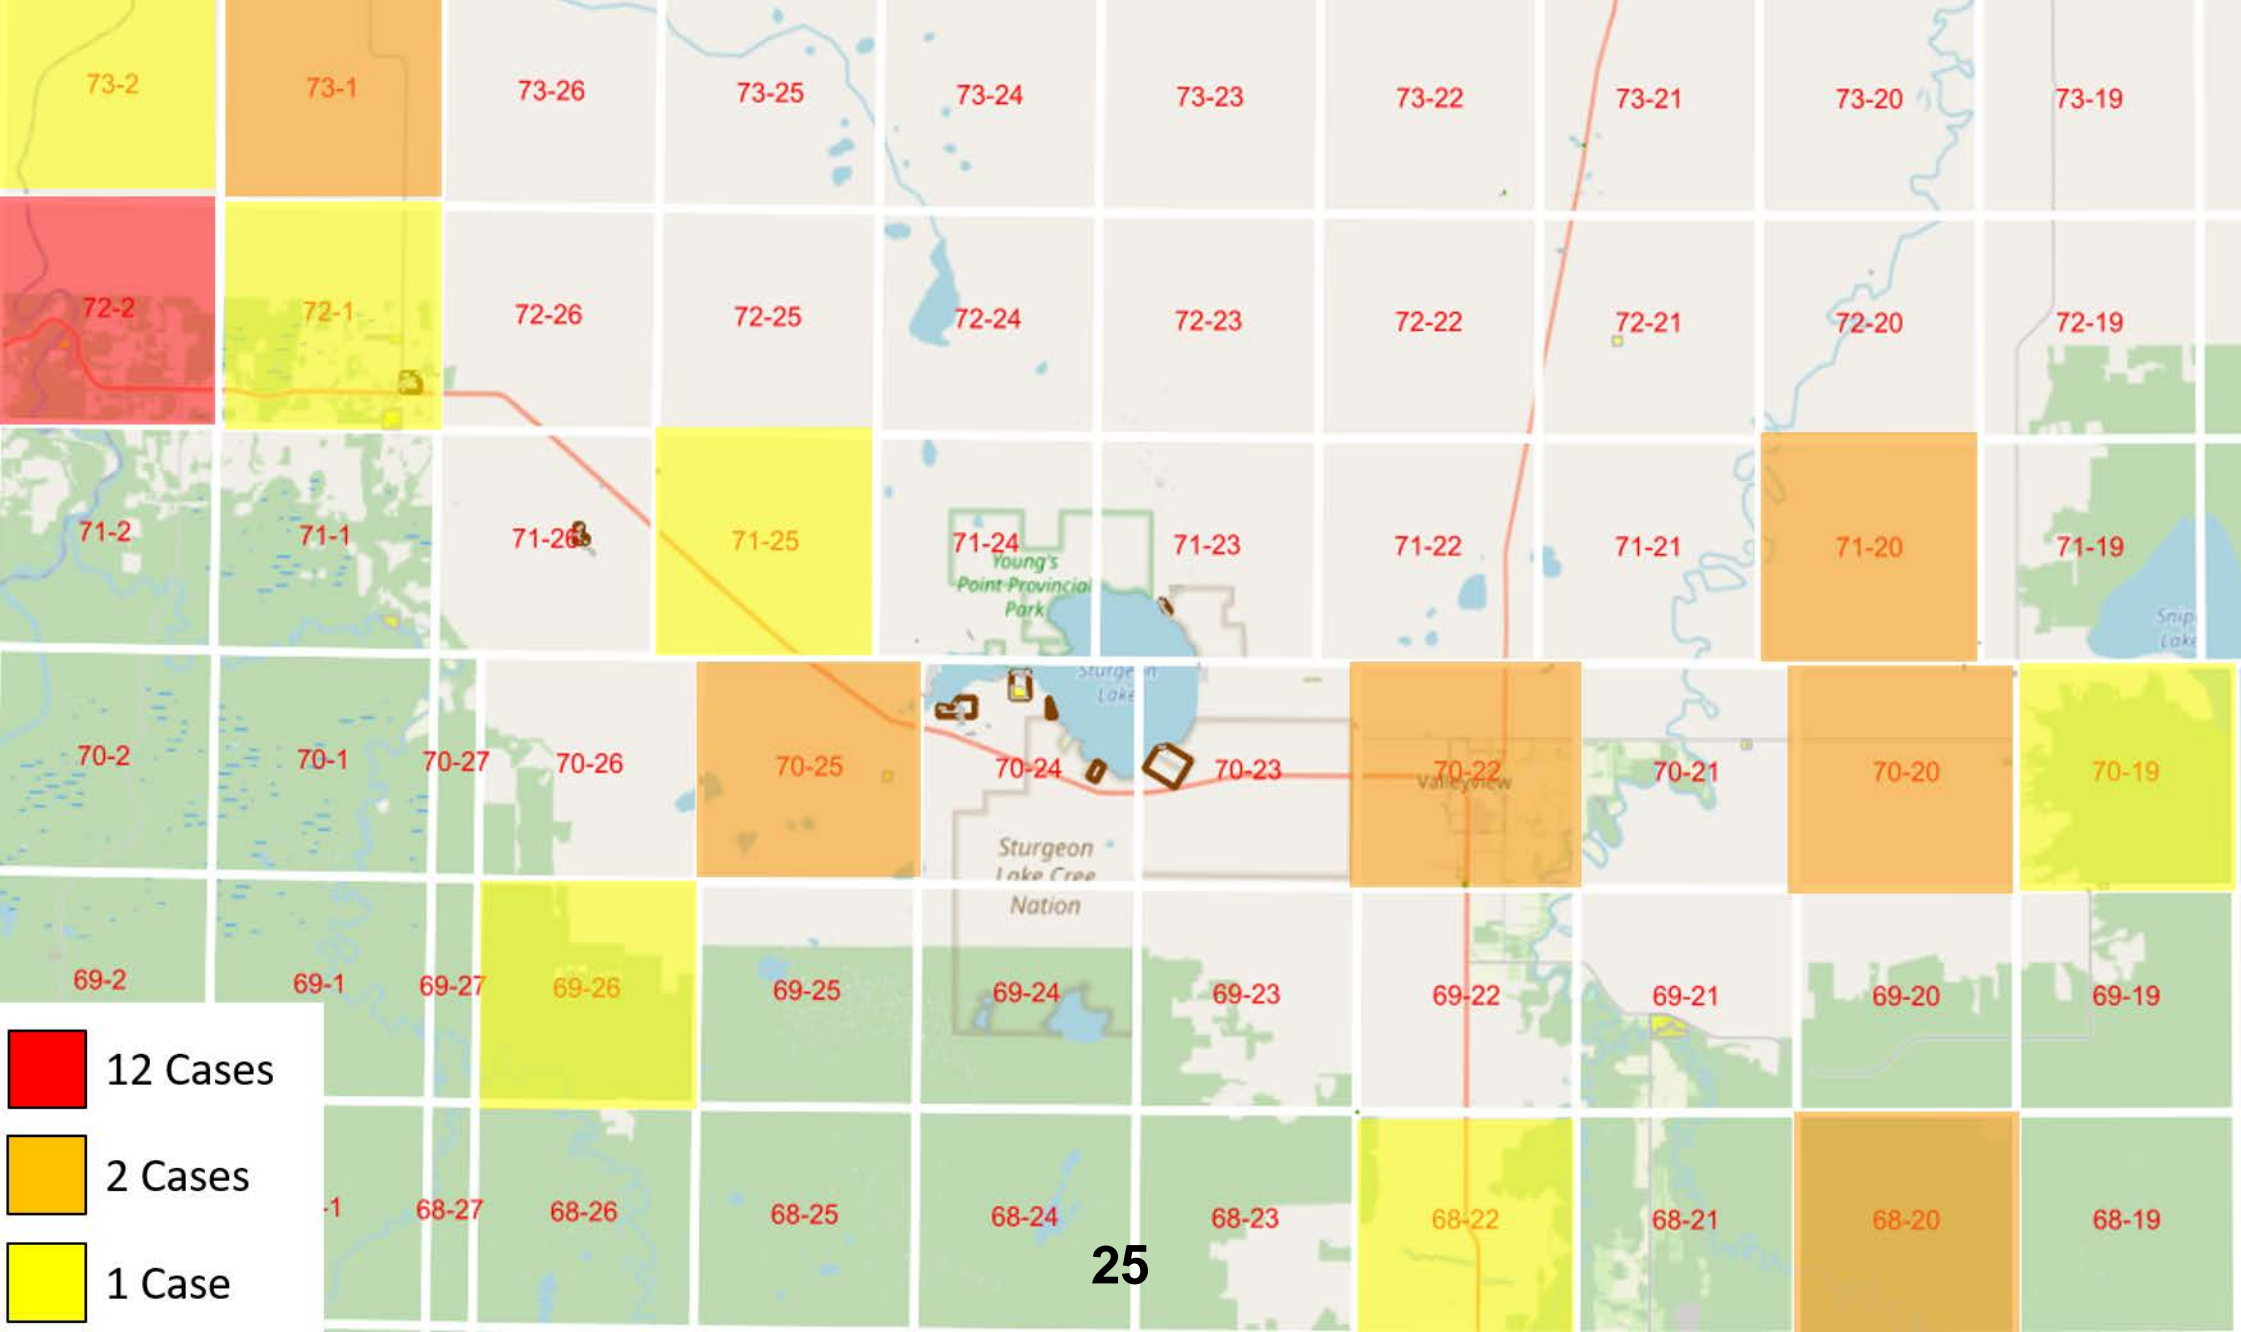 73-2 73-1 73-26 73-25 73-24 73-23 73-22 73-21 73-20 73-19
72-2 72-1 72-26 72-25 72-24 72-23 72-22 72-21 72-20 72-19
71-2 71-1 71-26 71-25 71-24 71-23 71-22 71-21 71-20 71-19
Young's
Point Provincial
Park
Snip
Lake
Sturgeon
Lake
70-2 70-1 70-27 70-26 70-25 70-24 70-23 70-22 70-21 70-20 70-19
Valleyview
Sturgeon
Lake Cree
Nation
69-2 69-1 69-27 69-26 69-25 69-24 69-23 69-22 69-21 69-20 69-19
12 Cases
2 Cases
1 Case
-1 68-27 68-26 68-25 68-24 68-23 68-22 68-21 68-20 68-19
25